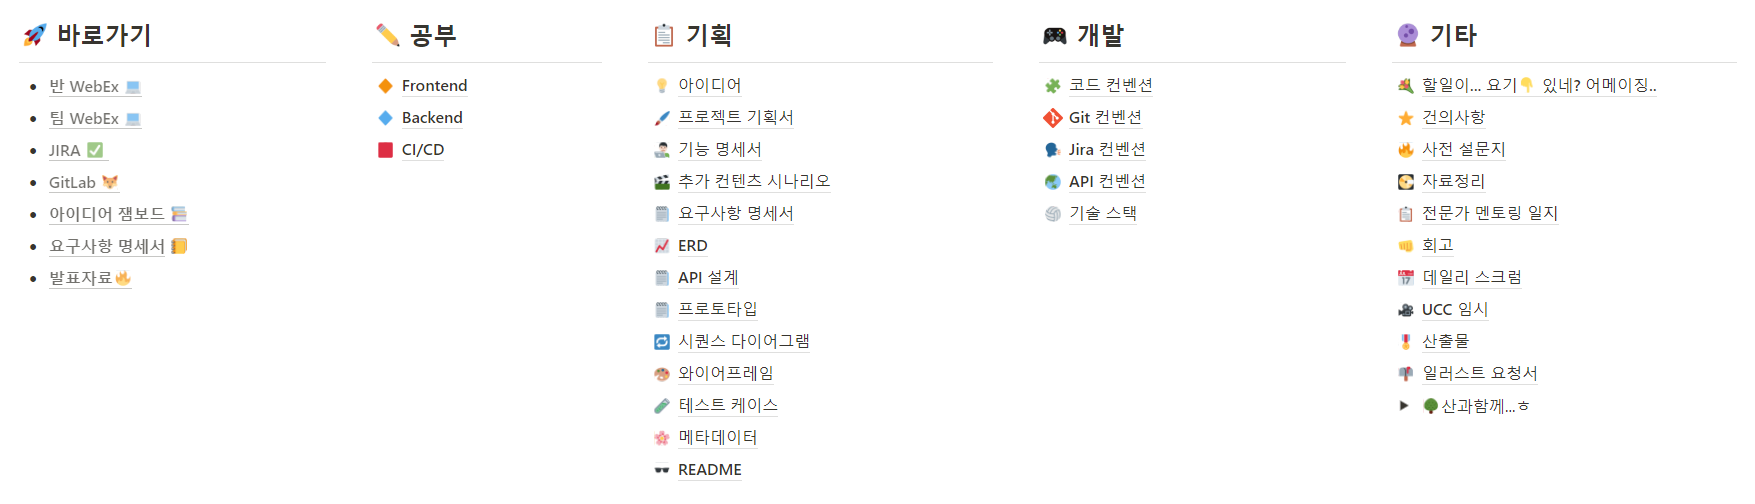 🚀 바로가기
반 WebEx 💻
팀 WebEx 💻
JIRA ✅
GitLab 🦊
아이디어 잼보드 📚
요구사항 명세서 📒
발표자료🔥
✏️ 공부
🔶 Frontend
🔷 Backend
🟥 CI/CD
📋 기획
💡 아이디어
🖌️ 프로젝트 기획서
👨🏻‍💻 기능 명세서
🎬 추가 컨텐츠 시나리오
🗒️ 요구사항 명세서
📈 ERD
🗒️ API 설계
🗒️ 프로토타입
🔁 시퀀스 다이어그램
🎨 와이어프레임
🧪 테스트 케이스
🌸 메타데이터
🕶️ README
🎮 개발
🧩 코드 컨벤션
Git 컨벤션
🗣️ Jira 컨벤션
🌏 API 컨벤션
🏐 기술 스택
🔮 기타
💐 할일이... 요기👇 있네? 어메이징..
⭐ 건의사항
🔥 사전 설문지
💽 자료정리
📋 전문가 멘토링 일지
👊 회고
📅 데일리 스크럼
🎥 UCC 임시
🎖️ 산출물
📬 일러스트 요청서
▶ 🌳산과함께...ㅎ